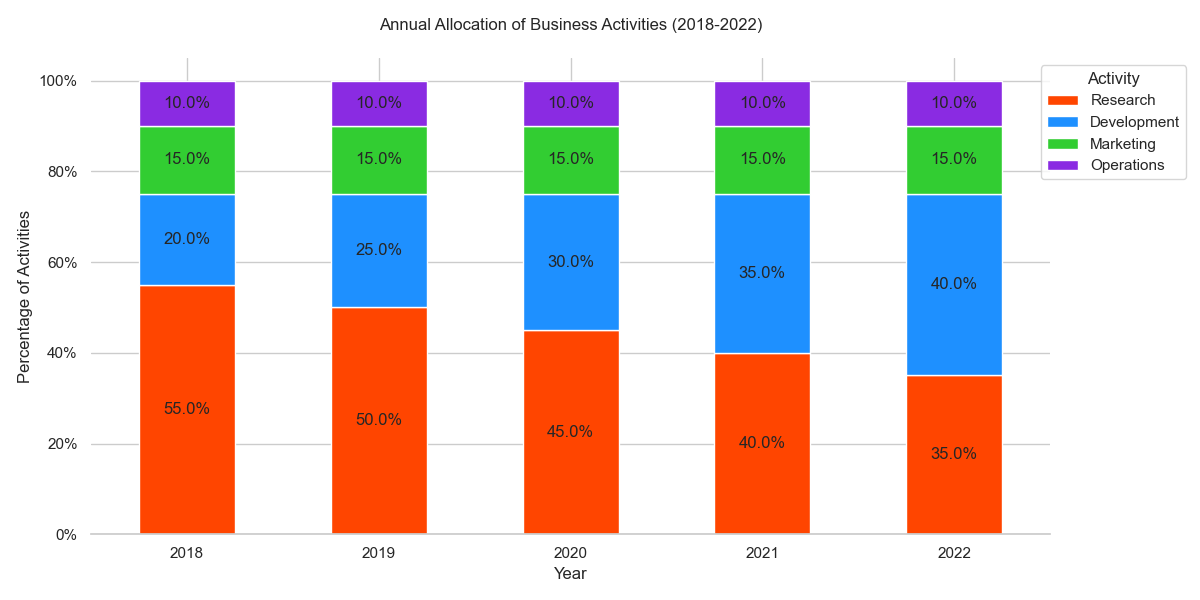 Annual Allocation of Business Activities (2018-2022)
100%
80%
60%
40%
20%
0%
Percentage of Activities
10.0% 10.0% 10.0% 10.0% 10.0%
15.0% 15.0% 15.0% 15.0% 15.0%
20.0% 25.0% 30.0% 35.0% 40.0%
55.0% 50.0% 45.0% 40.0% 35.0%
2018 2019 2020 2021 2022
Year
Activity
Research
Development
Marketing
Operations